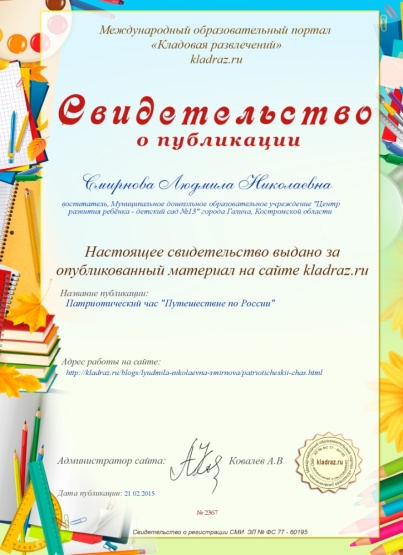 Международный образовательный портал
«Кладовая развлечений»
kladraz.ru
Свидетельство
о публикации
Смирнова Людмила Николаевна
воспитатель, Муниципальное дошкольное образовательное учреждение "Центр
развития ребёнка - детский сад №13" города Галича, Костромской области
Настоящее свидетельство выдано за
опубликованный материал на сайте kladraz.ru
Название публикации:
Патриотический час "Путешествие по России"
Адрес работы на сайте:
http://kladraz.ru/blogs/lyudmila-nikolaevna-smirnova/patrioticheskii-chas.html
Администратор сайта:
Ковалев А.В
kladraz.ru
Дата публикации: 21.02.2015
№ 2367
Свидетельство о регистрации СМИ ЭЛ № ФС 77 - 60195